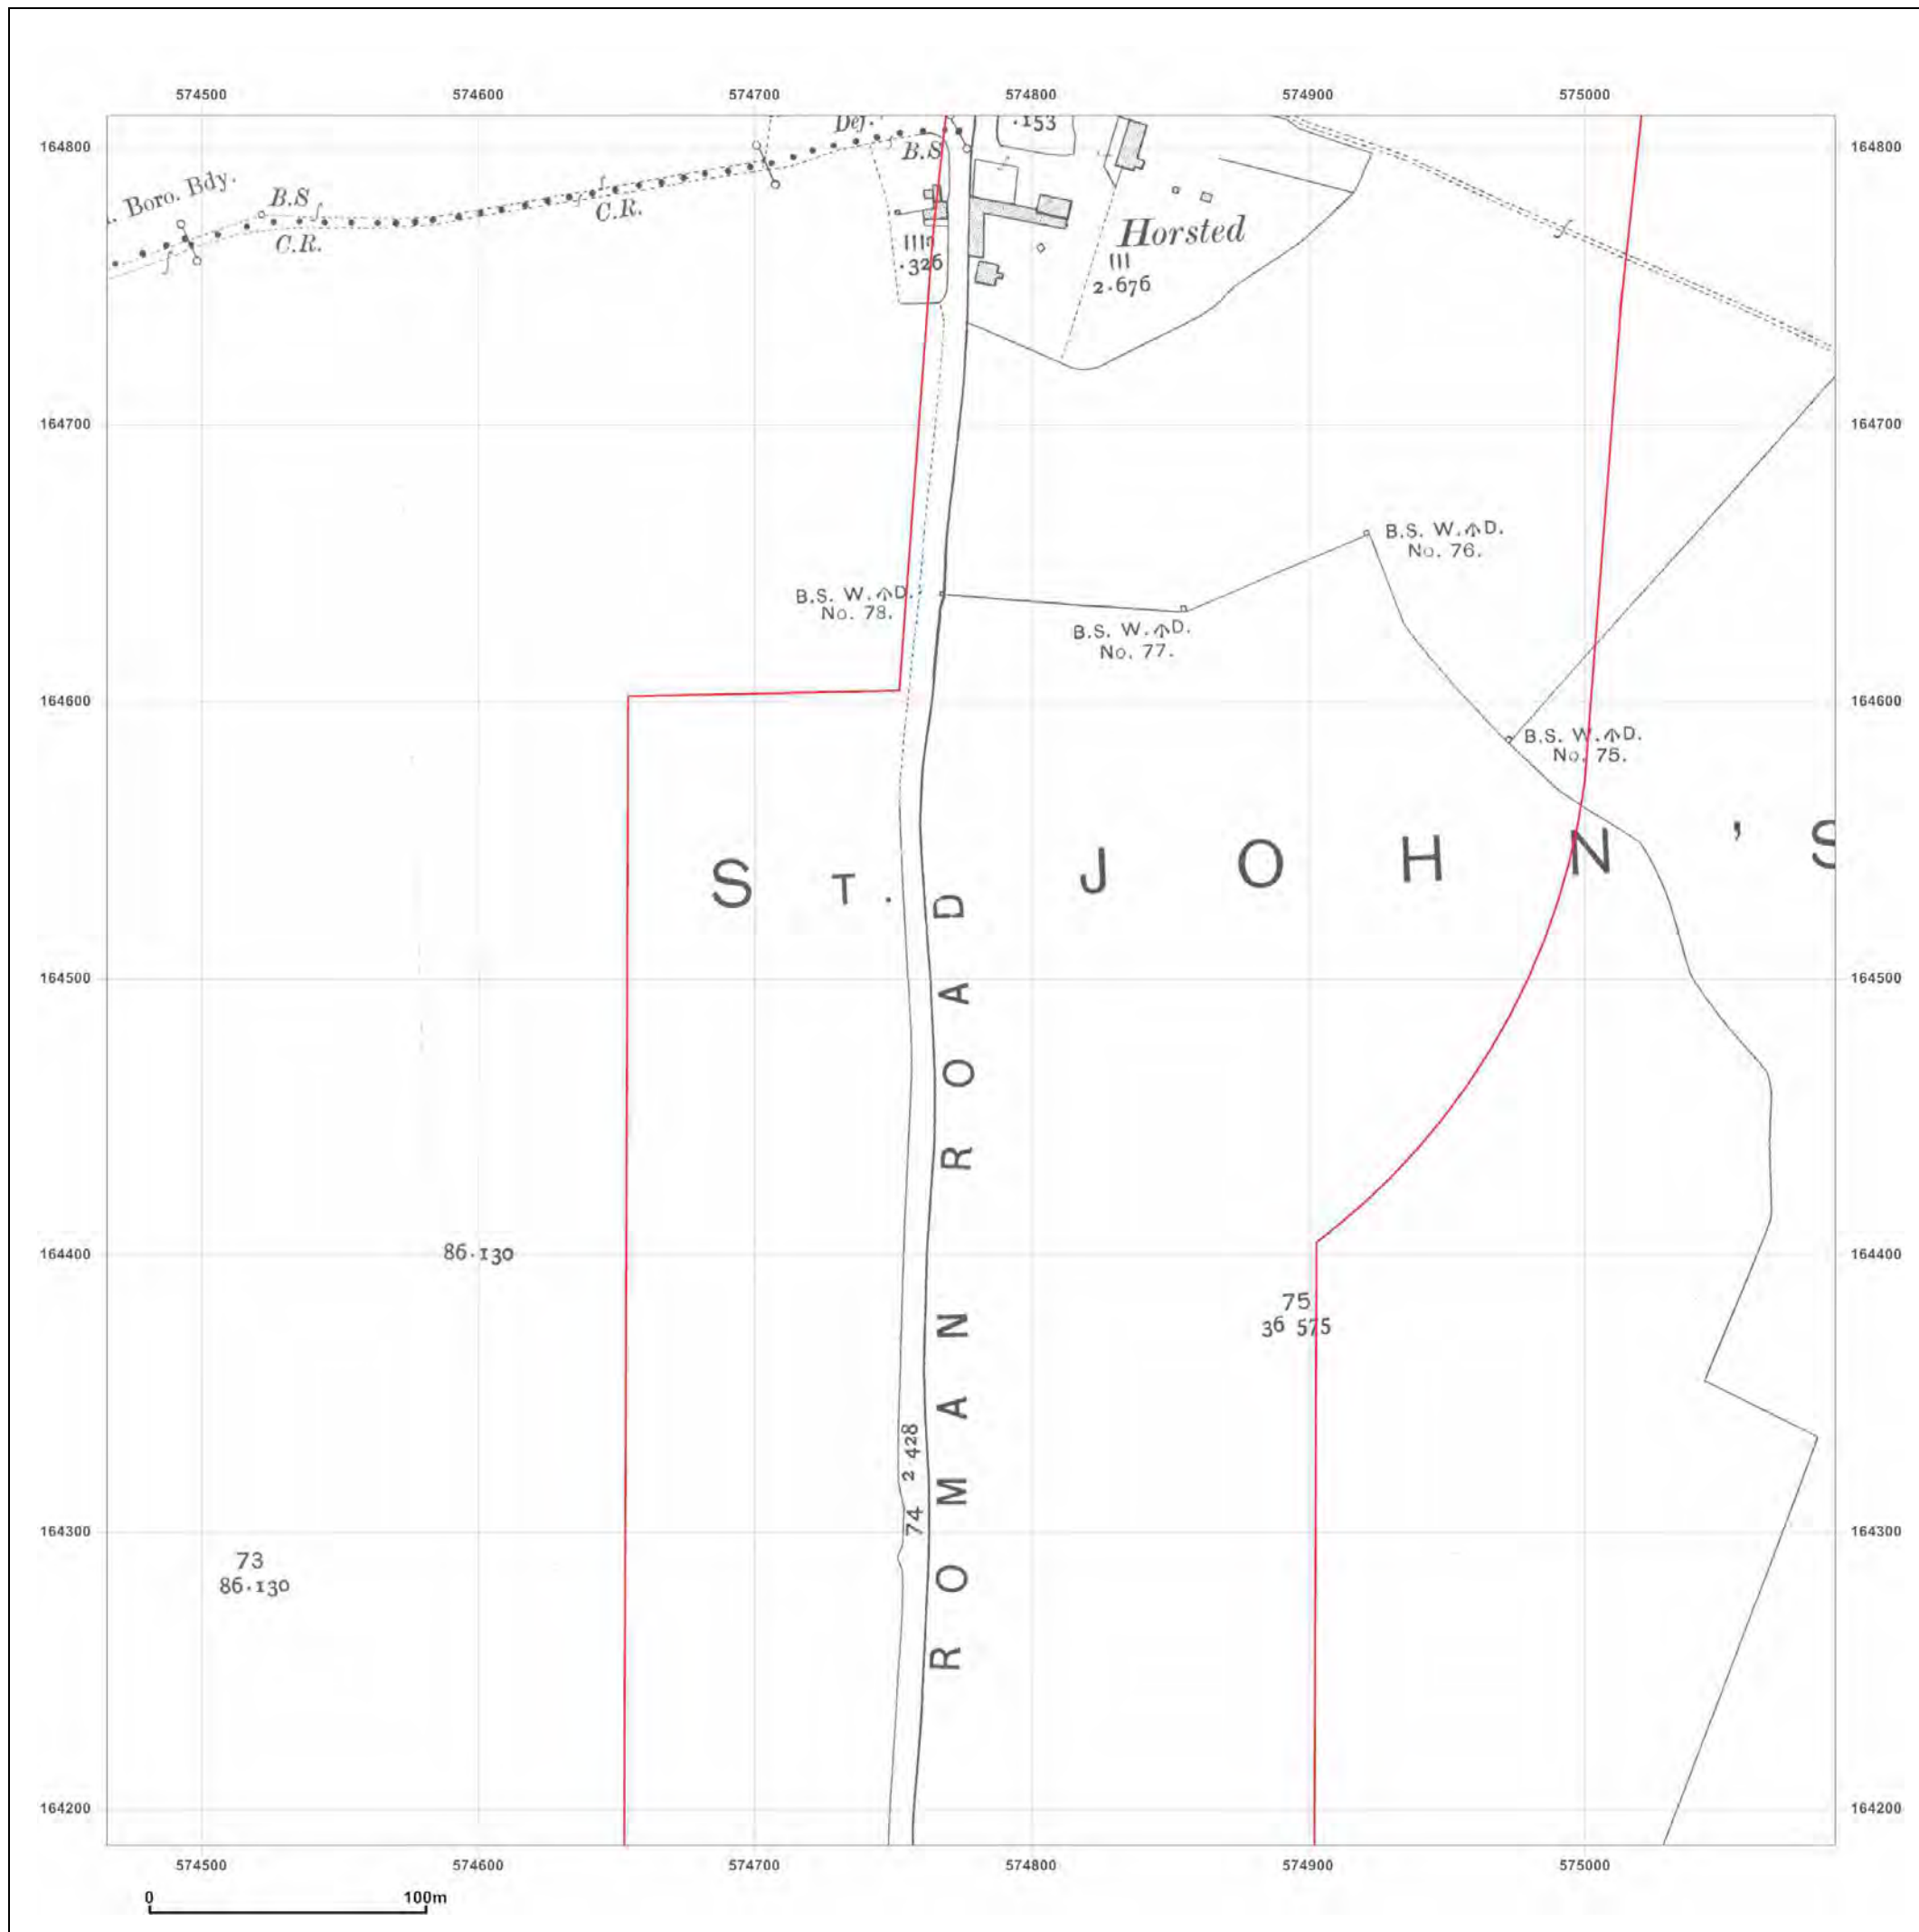 574500 574600 574700 574800 574900 575000
164800 164800
Def.
B.S
.153
Boro. Bdy.
B.S
C.R.
C.R.
Horsted
.326
111
2.676
164700 164700
B.S. W.D.
No. 76.
B.S. W.D.
No. 78.
B.S. W.D.
No. 77.
164600 164600
B.S. W.D.
No. 75.
ST. JOHN'S
ROMAN ROAD
164500 164500
86.130
164400 164400
75
36 575
74 2 428
164300 164300
73
86.130
164200 164200
574500 574600 574700 574800 574900 575000
0 100m